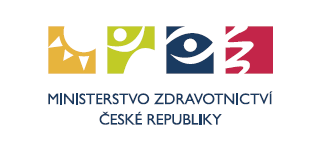 MINISTERSTVO ZDRAVOTNICTVÍ
ČESKÉ REPUBLIKY